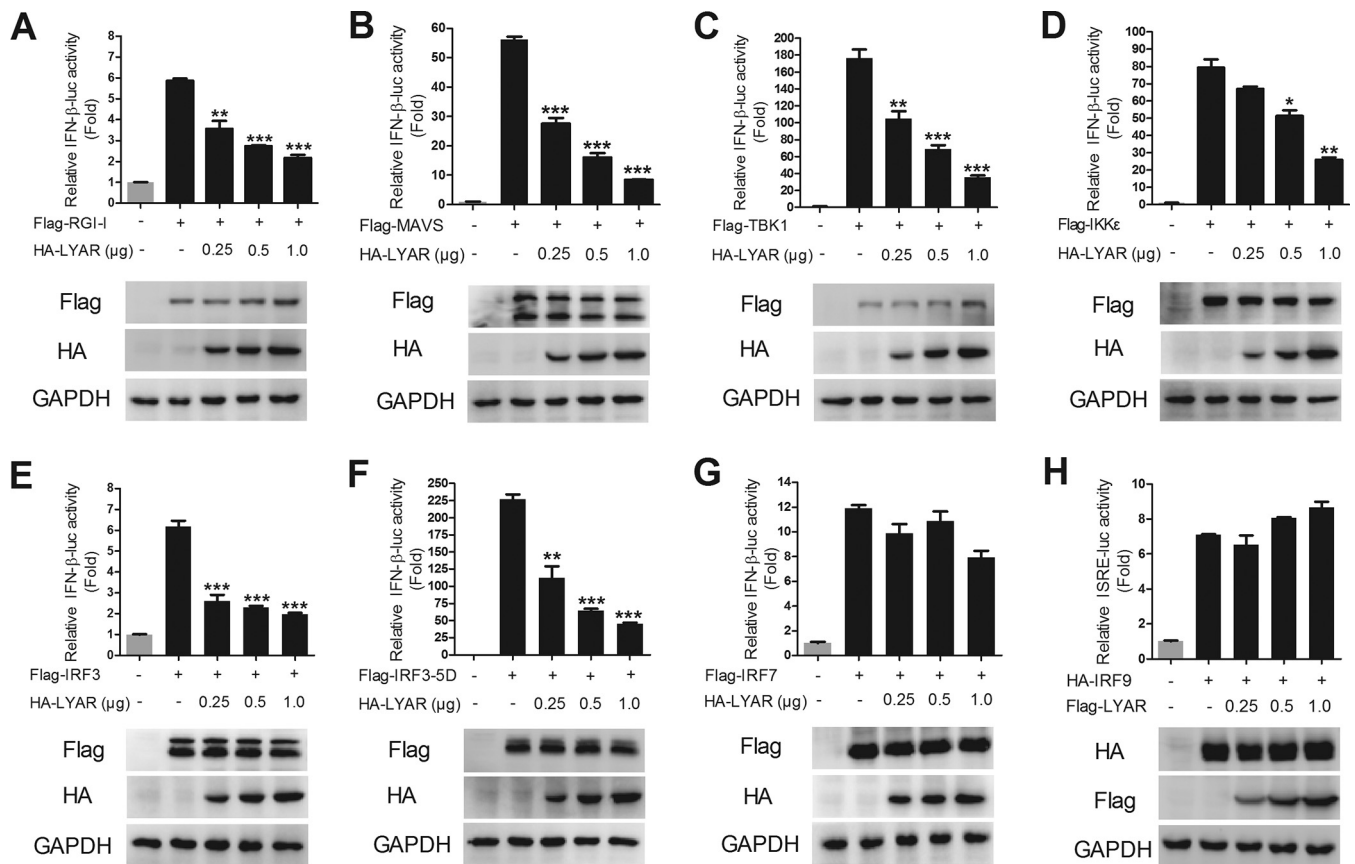 A
Relative IFN-β-luc activity
(Fold)
8
7
6
5
4
3
2
1
0
**
***
***
Flag-RGI-I - + + + +
HA-LYAR (μg) - - 0.25 0.5 1.0
Flag
HA
GAPDH
B
Relative IFN-β-luc activity
(Fold)
60
50
40
30
20
10
0
***
***
***
Flag-MAVS - + + + +
HA-LYAR (μg) - - 0.25 0.5 1.0
Flag
HA
GAPDH
C
Relative IFN-β-luc activity
(Fold)
200
180
160
140
120
100
80
60
40
20
0
**
***
***
Flag-TBK1 - + + + +
HA-LYAR (μg) - - 0.25 0.5 1.0
Flag
HA
GAPDH
D
Relative IFN-β-luc activity
(Fold)
100
90
80
70
60
50
40
30
20
10
0
*
**
Flag-IKKε - + + + +
HA-LYAR (μg) - - 0.25 0.5 1.0
Flag
HA
GAPDH
E
Relative IFN-β-luc activity
(Fold)
8
7
6
5
4
3
2
1
0
***
***
***
Flag-IRF3 - + + + +
HA-LYAR (μg) - - 0.25 0.5 1.0
Flag
HA
GAPDH
F
Relative IFN-β-luc activity
(Fold)
250
225
200
175
150
125
100
75
50
25
0
**
***
***
Flag-IRF3-5D - + + + +
HA-LYAR (μg) - - 0.25 0.5 1.0
Flag
HA
GAPDH
G
Relative IFN-β-luc activity
(Fold)
14
12
10
8
6
4
2
0
Flag-IRF7 - + + + +
HA-LYAR (μg) - - 0.25 0.5 1.0
Flag
HA
GAPDH
H
Relative ISRE-luc activity
(Fold)
10
8
6
4
2
0
HA-IRF9 - + + + +
Flag-LYAR - - 0.25 0.5 1.0
HA
Flag
GAPDH